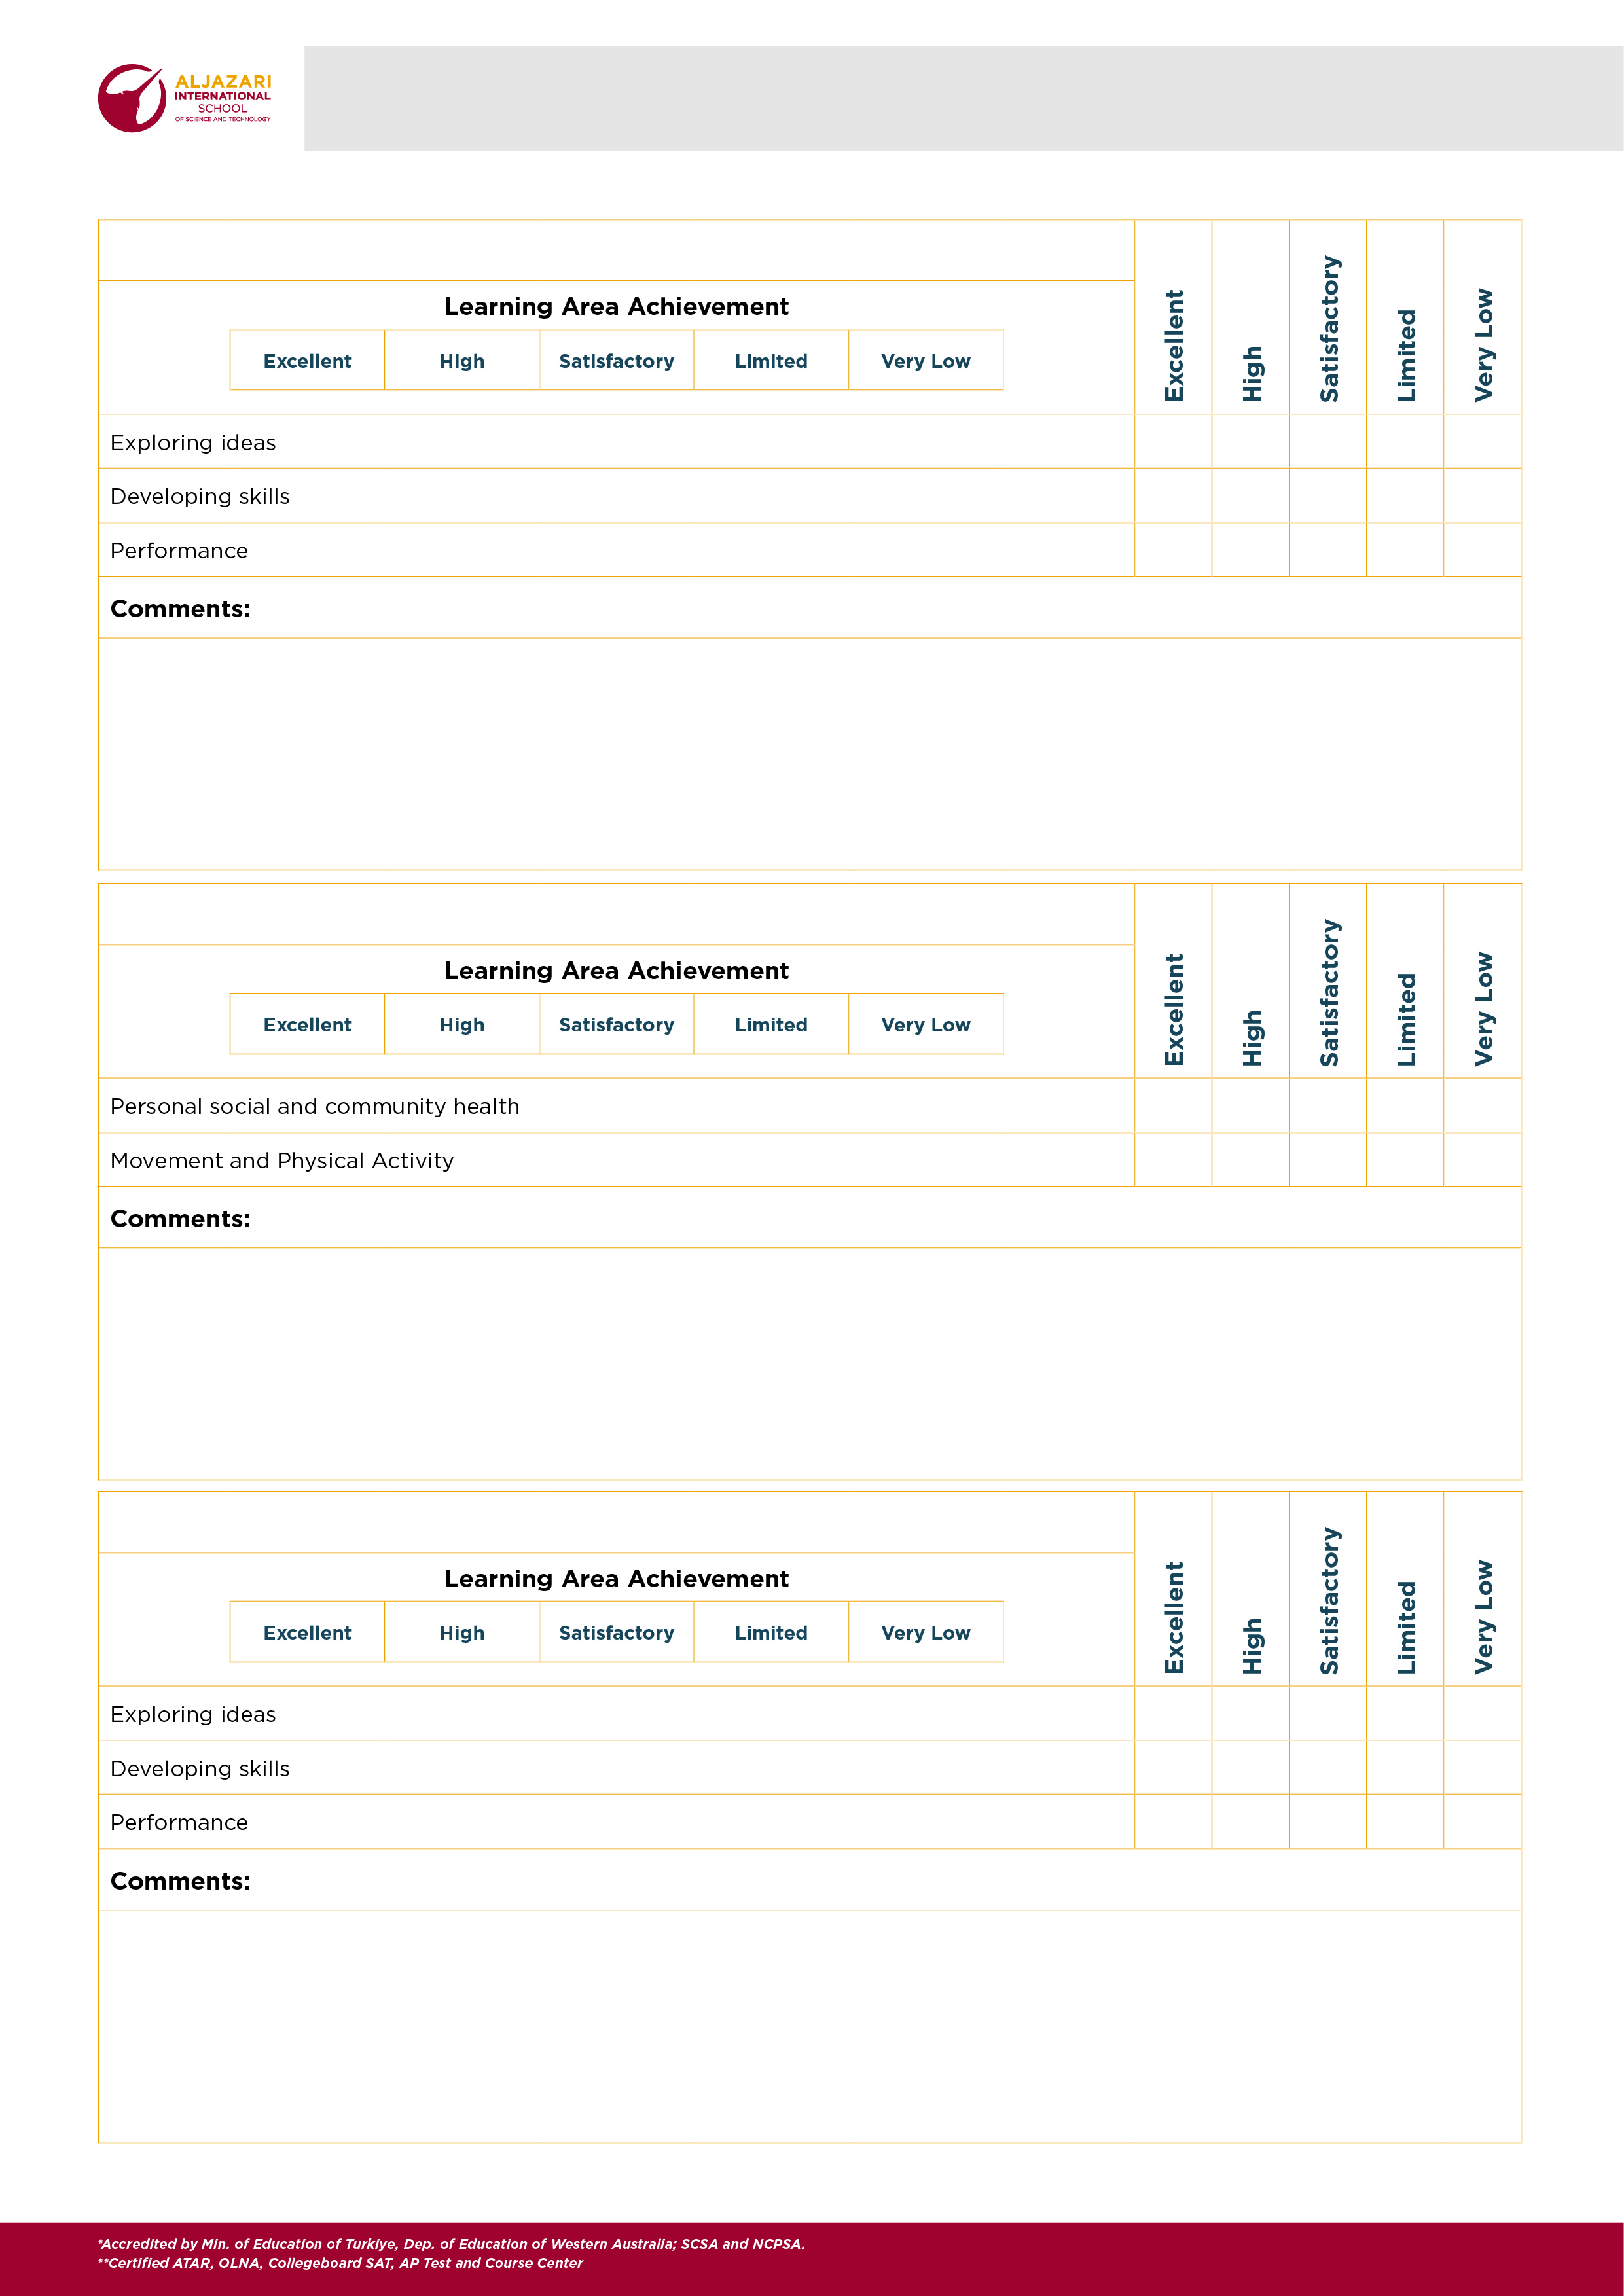 ALJAZARI
INTERNATIONAL
SCHOOL
OF SCIENCE AND TECHNOLOGY
Excellent
High
Satisfactory
Limited
Very Low
Learning Area Achievement
Excellent High Satisfactory Limited Very Low
Exploring ideas
Developing skills
Performance
Comments:
Excellent
High
Satisfactory
Limited
Very Low
Learning Area Achievement
Excellent High Satisfactory Limited Very Low
Personal social and community health
Movement and Physical Activity
Comments:
Excellent
High
Satisfactory
Limited
Very Low
Learning Area Achievement
Excellent High Satisfactory Limited Very Low
Exploring ideas
Developing skills
Performance
Comments:
*Accredited by Min. of Education of Turkiye, Dep. of Education of Western Australia; SCSA and NCPSA.
**Certified ATAR, OLNA, Collegeboard SAT, AP Test and Course Center